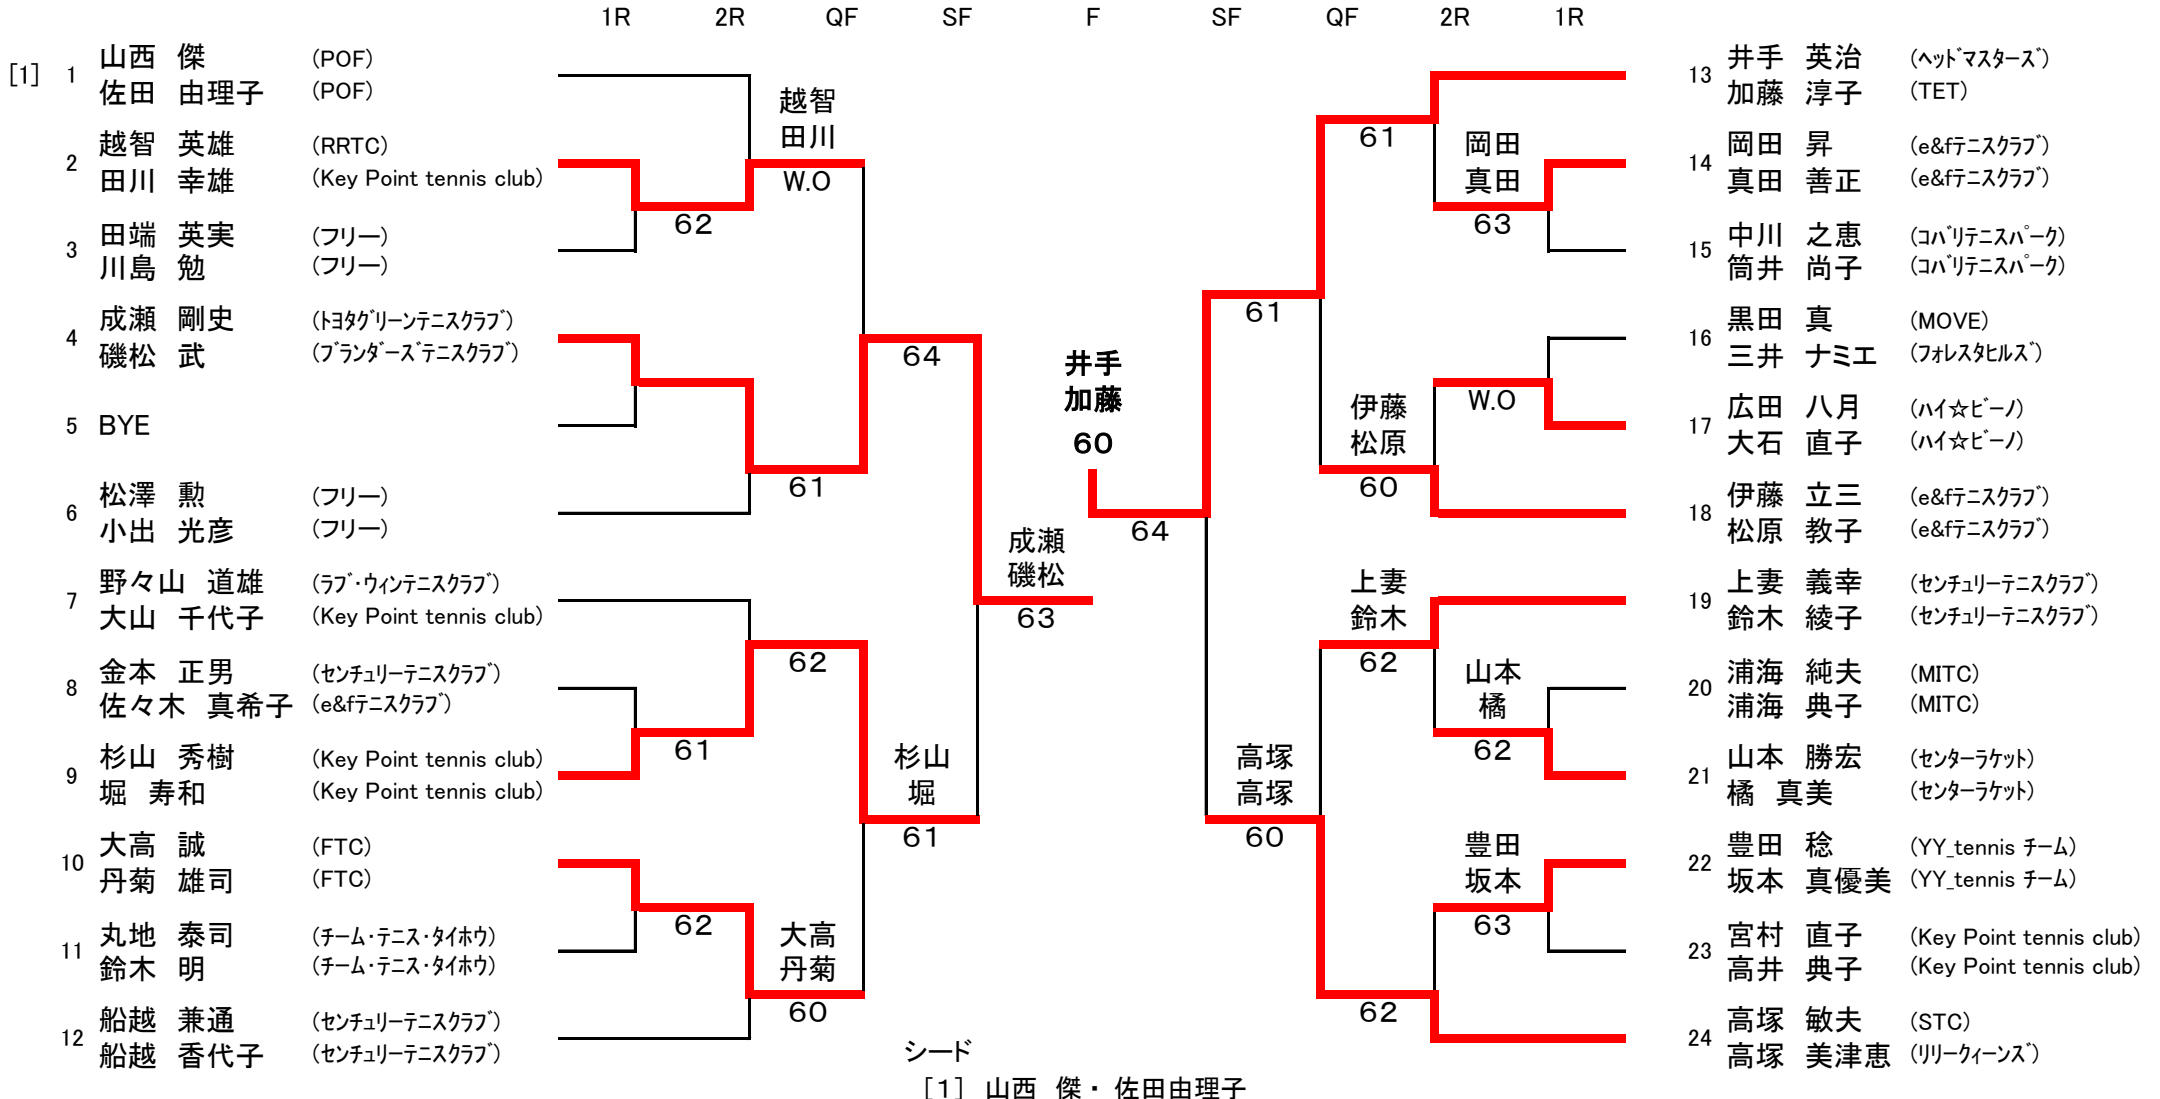 1R 2R QF SF F SF QF 2R 1R
[1] 1 山西 傑 (POF)
佐田 由理子 (POF)
2 越智 英雄 (RRTC)
田川 幸雄 (Key Point tennis club)
3 田端 英実 (フリー)
川島 勉 (フリー)
4 成瀬 剛史 (ﾄﾖﾀｸﾞﾘｰﾝﾃﾆｽｸﾗﾌﾞ)
磯松 武 (ﾌﾞﾗﾝﾀﾞｰｽﾞﾃﾆｽｸﾗﾌﾞ)
5 BYE
6 松澤 勲 (フリー)
小出 光彦 (フリー)
7 野々山 道雄 (ﾗﾌﾞ･ｳｨﾝﾃﾆｽｸﾗﾌﾞ)
大山 千代子 (Key Point tennis club)
8 金本 正男 (ｾﾝﾁｭﾘｰﾃﾆｽｸﾗﾌﾞ)
佐々木 真希子 (e&fﾃﾆｽｸﾗﾌﾞ)
9 杉山 秀樹 (Key Point tennis club)
堀 寿和 (Key Point tennis club)
10 大高 誠 (FTC)
丹菊 雄司 (FTC)
11 丸地 泰司 (ﾁｰﾑ･ﾃﾆｽ･ﾀｲﾎｳ)
鈴木 明 (ﾁｰﾑ･ﾃﾆｽ･ﾀｲﾎｳ)
12 船越 兼通 (ｾﾝﾁｭﾘｰﾃﾆｽｸﾗﾌﾞ)
船越 香代子 (ｾﾝﾁｭﾘｰﾃﾆｽｸﾗﾌﾞ)
62
61
62
越智
田川
W.O
61
62
大高
丹菊
60
64
杉山
堀
61
成瀬
磯松
63
井手
加藤
60
64
61
高塚
高塚
60
61
伊藤
松原
60
上妻
鈴木
62
62
岡田
真田
63
W.O
山本
橘
62
豊田
坂本
63
13 井手 英治 (ﾍｯﾄﾞﾏｽﾀｰｽﾞ)
加藤 淳子 (TET)
14 岡田 昇 (e&fﾃﾆｽｸﾗﾌﾞ)
真田 善正 (e&fﾃﾆｽｸﾗﾌﾞ)
15 中川 之恵 (ｺﾊﾞﾘﾃﾆｽﾊﾟｰｸ)
筒井 尚子 (ｺﾊﾞﾘﾃﾆｽﾊﾟｰｸ)
16 黒田 真 (MOVE)
三井 ナミエ (ﾌｫﾚｽﾀﾋﾙｽﾞ)
17 広田 八月 (ﾊｲ☆ﾋﾞｰﾉ)
大石 直子 (ﾊｲ☆ﾋﾞｰﾉ)
18 伊藤 立三 (e&fﾃﾆｽｸﾗﾌﾞ)
松原 教子 (e&fﾃﾆｽｸﾗﾌﾞ)
19 上妻 義幸 (ｾﾝﾁｭﾘｰﾃﾆｽｸﾗﾌﾞ)
鈴木 綾子 (ｾﾝﾁｭﾘｰﾃﾆｽｸﾗﾌﾞ)
20 浦海 純夫 (MITC)
浦海 典子 (MITC)
21 山本 勝宏 (ｾﾝﾀｰﾗｹｯﾄ)
橘 真美 (ｾﾝﾀｰﾗｹｯﾄ)
22 豊田 稔 (YY_tennis ﾁｰﾑ)
坂本 真優美 (YY_tennis ﾁｰﾑ)
23 宮村 直子 (Key Point tennis club)
高井 典子 (Key Point tennis club)
24 高塚 敏夫 (STC)
高塚 美津恵 (ﾘﾘｰｸｨｰﾝｽﾞ)
シード
[1] 山西 傑・ 佐田由理子